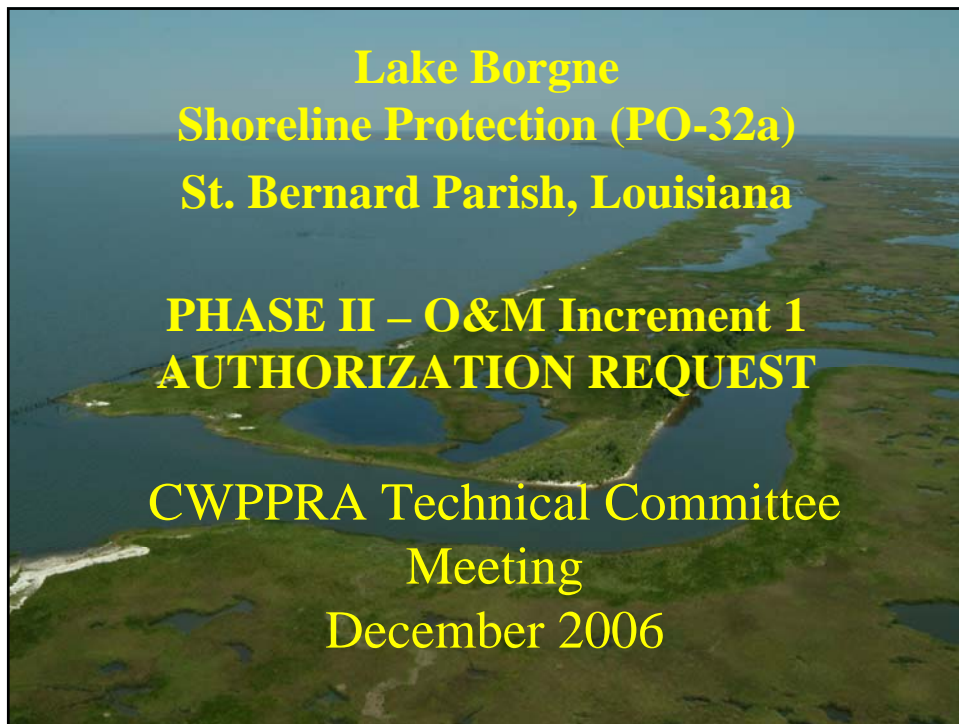 Lake Borgne
Shoreline Protection (PO-32a)
St. Bernard Parish, Louisiana
PHASE II – O&M Increment 1
AUTHORIZATION REQUEST
CWPPRA Technical Committee
Meeting
December 2006